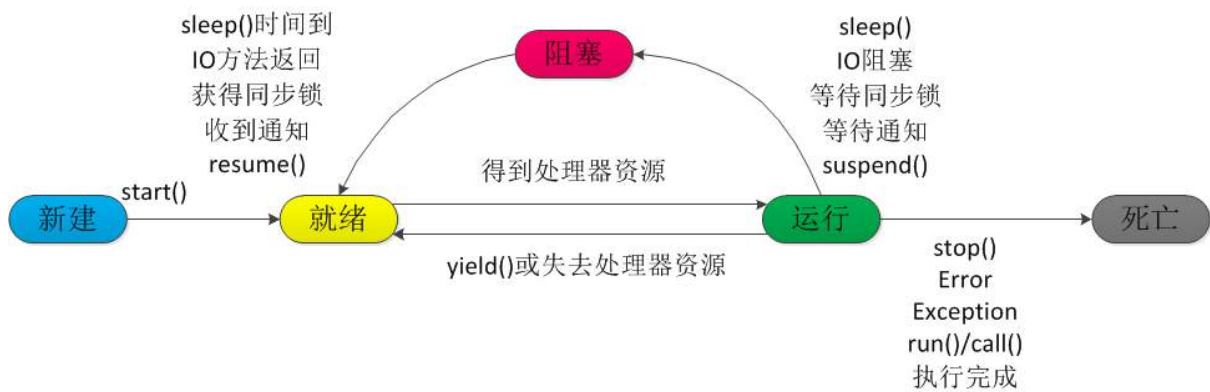 sleep()时间到
IO方法返回
获得同步锁
收到通知
resume()
阻塞
sleep()
IO阻塞
等待同步锁
等待通知
suspend()
新建
start()
就绪
得到处理器资源
yield()或失去处理器资源
运行
死亡
stop()
Error
Exception
run()/call()
执行完成